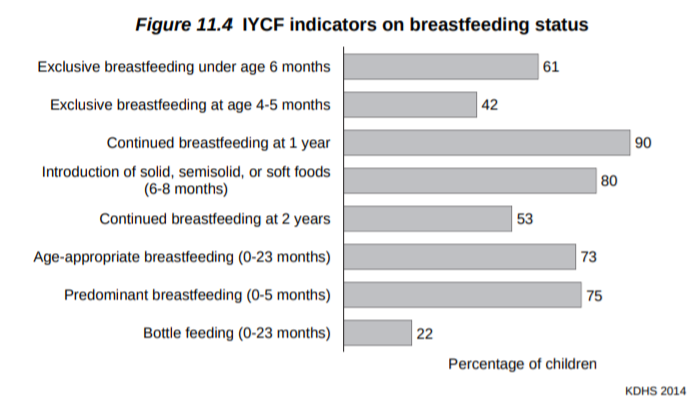 Figure 11.4 IYCF indicators on breastfeeding status
Exclusive breastfeeding under age 6 months 61
Exclusive breastfeeding at age 4-5 months 42
Continued breastfeeding at 1 year 90
Introduction of solid, semisolid, or soft foods
(6-8 months) 80
Continued breastfeeding at 2 years 53
Age-appropriate breastfeeding (0-23 months) 73
Predominant breastfeeding (0-5 months) 75
Bottle feeding (0-23 months) 22
Percentage of children
KDHS 2014